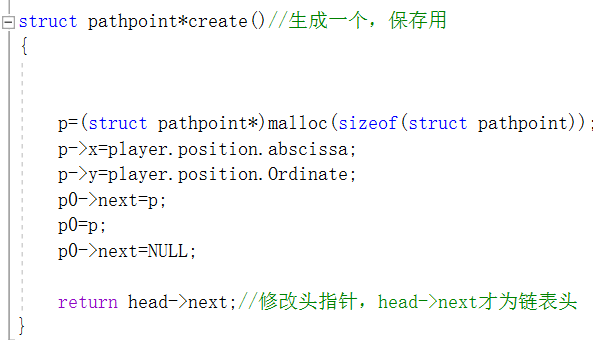 struct pathpoint*create()//生成一个，保存用
{
p=(struct pathpoint*)malloc(sizeof(struct pathpoint));
p->x=player.position.abscissa;
p->y=player.position.Ordinate;
p0->next=p;
p0=p;
p0->next=NULL;
return head->next;//修改头指针，head->next才为链表头
}